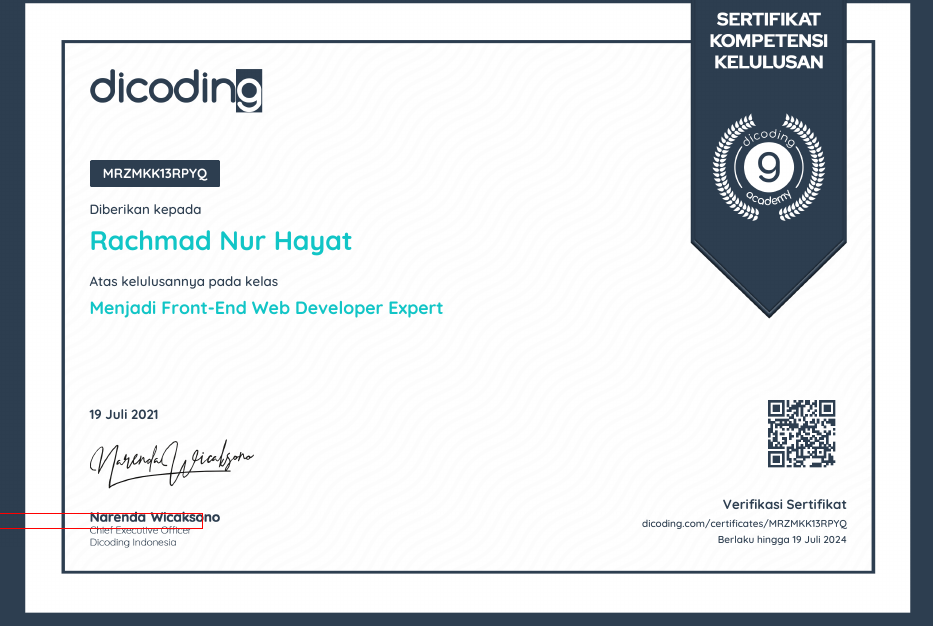 SERTIFIKAT
KOMPETENSI
KELULUSAN
dicoding
dicoding
9
academy
MRZMKK13RPYQ
Diberikan kepada
Rachmad Nur Hayat
Atas kelulusannya pada kelas
Menjadi Front-End Web Developer Expert
19 Juli 2021
Narenda Wicaksono
Narenda Wicaksono
Chief Executive Officer
Dicoding Indonesia
Verifikasi Sertifikat
dicoding.com/certificates/MRZMKK13RPYQ
Berlaku hingga 19 Juli 2024